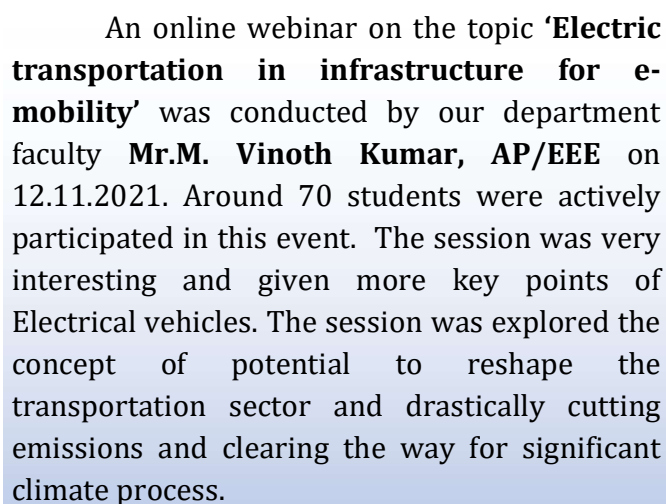 An online webinar on the topic ‘Electric
transportation in infrastructure for e-
mobility’ was conducted by our department
faculty Mr.M. Vinoth Kumar, AP/EEE on
12.11.2021. Around 70 students were actively
participated in this event. The session was very
interesting and given more key points of
Electrical vehicles. The session was explored the
concept of potential to reshape the
transportation sector and drastically cutting
emissions and clearing the way for significant
climate process.